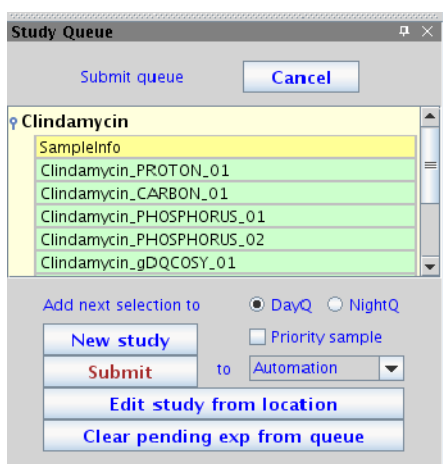 Study Queue
Submit queue Cancel
Clindamycin
SampleInfo
Clindamycin_PROTON_01
Clindamycin_CARBON_01
Clindamycin_PHOSPHORUS_01
Clindamycin_PHOSPHORUS_02
Clindamycin_gDQCOSY_01
Add next selection to DayQ NightQ
New study Priority sample
Submit to Automation
Edit study from location
Clear pending exp from queue